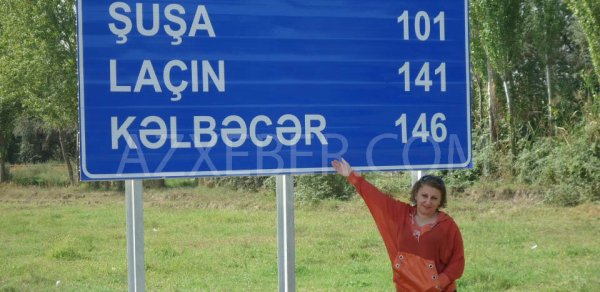 ŞUŞA 101
LAÇIN 141
KƏLBƏCƏR 146
AZXEBER.COM